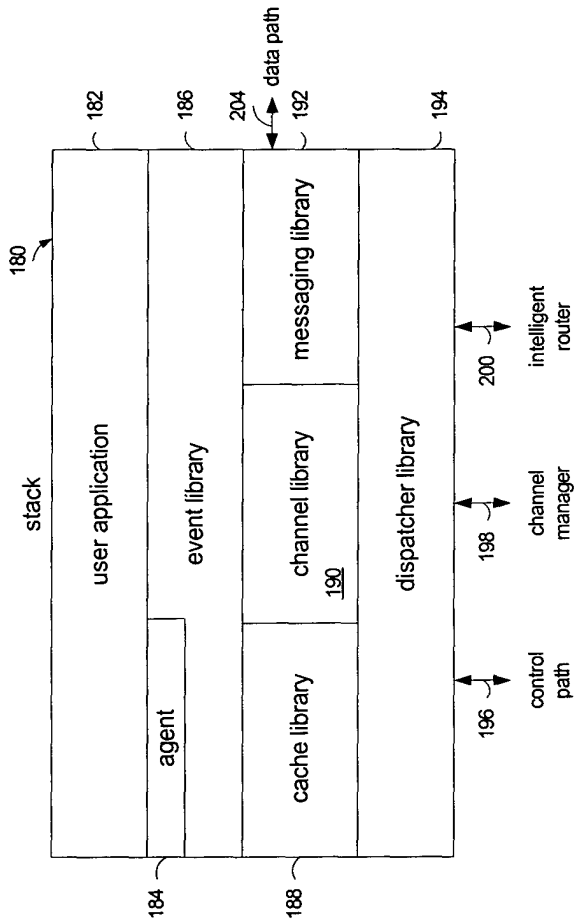 stack
180
user application
182
agent
184
event library
186
204
data path
cache library
188
channel library
190
messaging library
192
dispatcher library
194
196
198
200
control
path
channel
manager
intelligent
router